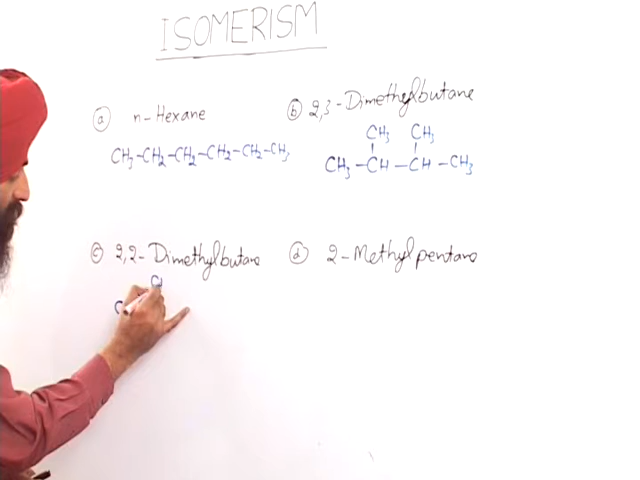 ISOMERISM
(a) n-Hexane
CH3-CH2-CH2-CH2-CH2-CH3
(b) 2,3-Dimethylbutane
CH3 CH3
CH3-CH-CH-CH3
(c) 2,2-Dimethylbutane
(d) 2-Methylpentane